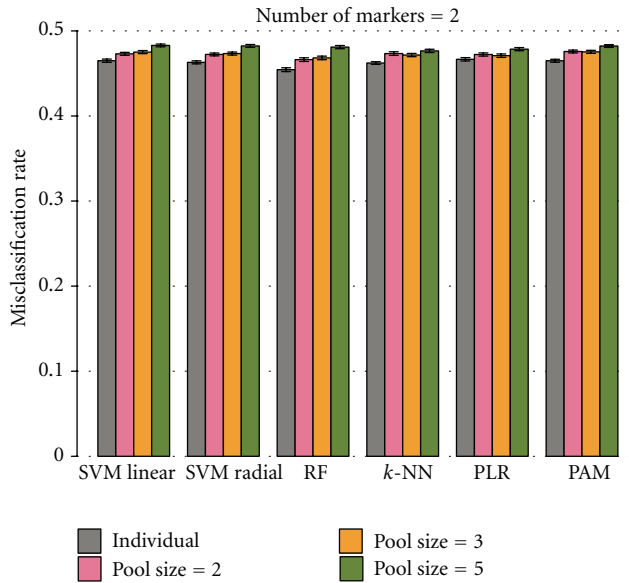 Number of markers = 2
Misclassification rate
0.5
0.4
0.3
0.2
0.1
0
SVM linear
SVM radial
RF
k-NN
PLR
PAM
Individual
Pool size = 2
Pool size = 3
Pool size = 5